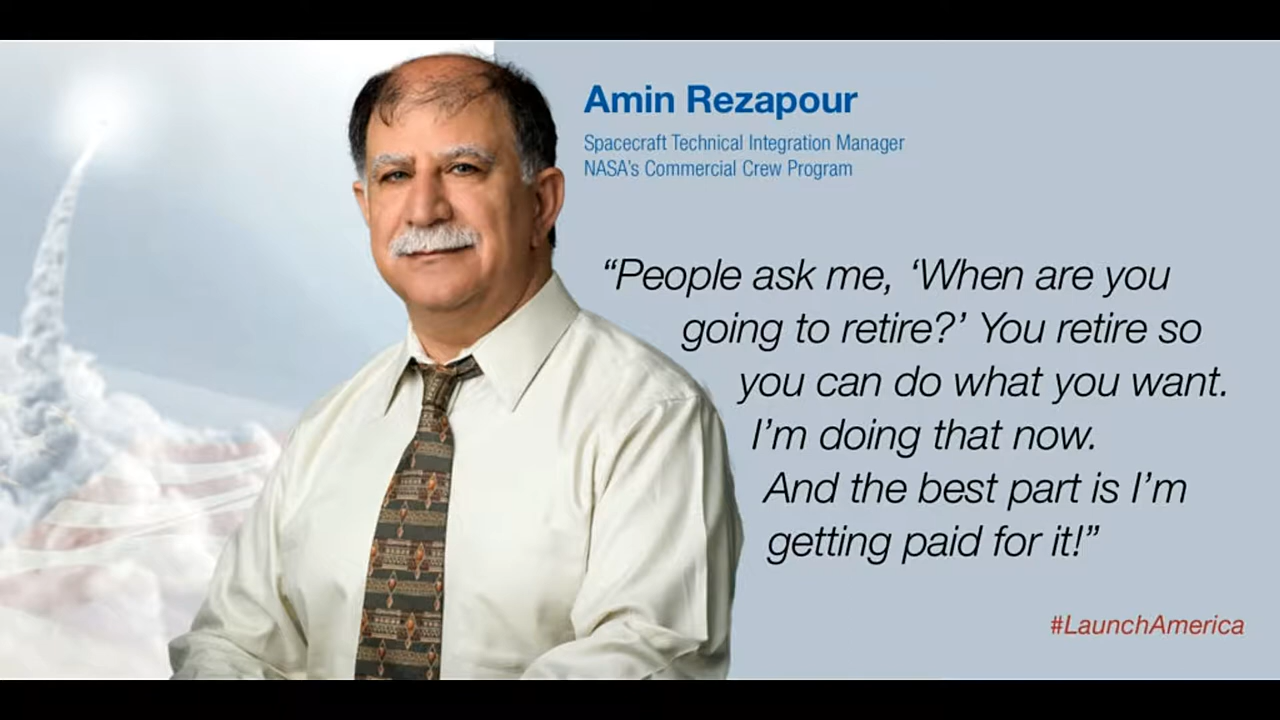 Amin Rezapour
Spacecraft Technical Integration Manager
NASA's Commercial Crew Program
“People ask me, ‘When are you
going to retire?’ You retire so
you can do what you want.
I’m doing that now.
And the best part is I’m
getting paid for it!”
#LaunchAmerica